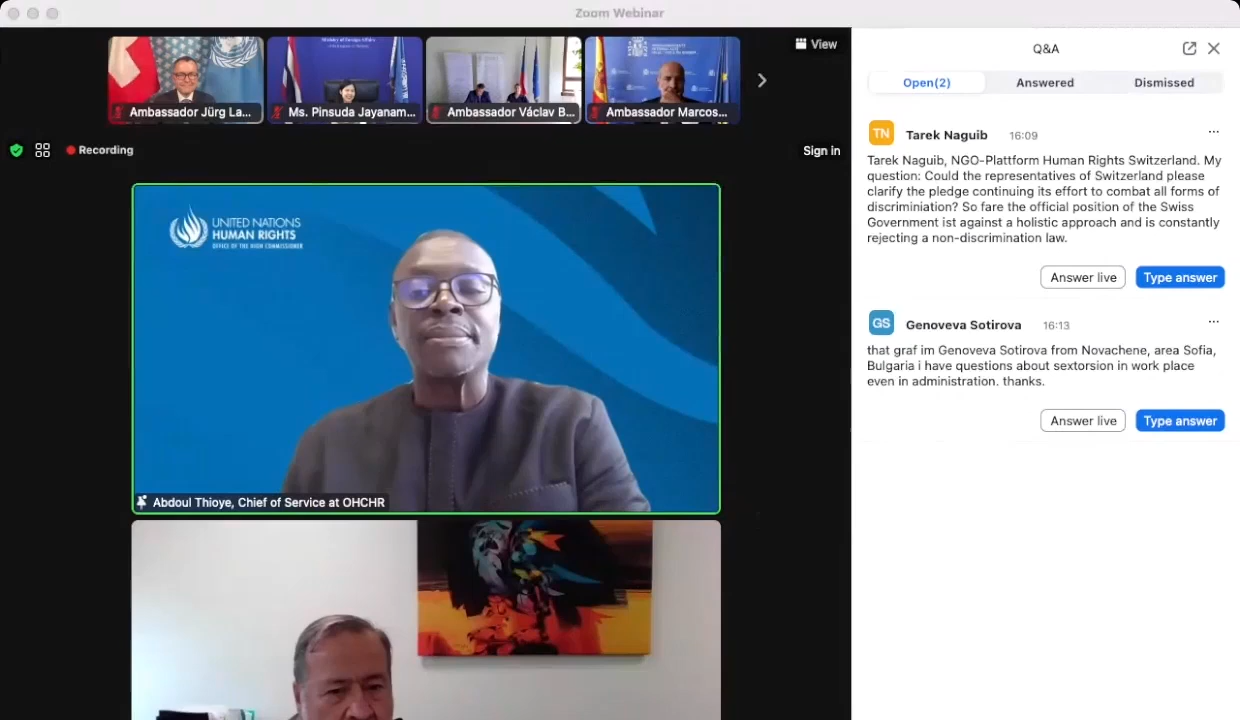 Zoom Webinar
Ministry of Foreign Affairs
View
Ambassador Jürg La...
Ms. Pinsuda Jayanam...
Ambassador Václav B...
Ambassador Marcos...
Recording
Sign in
UNITED NATIONS
HUMAN RIGHTS
OFFICE OF THE HIGH COMMISSIONER
Abdoul Thioye, Chief of Service at OHCHR
Q&A
Open(2)
Answered
Dismissed
TN
Tarek Naguib 16:09
Tarek Naguib, NGO-Plattform Human Rights Switzerland. My
question: Could the representatives of Switzerland please
clarify the pledge continuing its effort to combat all forms of
discriminiation? So fare the official position of the Swiss
Government ist against a holistic approach and is constantly
rejecting a non-discrimination law.
Answer live
Type answer
GS
Genoveva Sotirova 16:13
that graf im Genoveva Sotirova from Novachene, area Sofia,
Bulgaria i have questions about sextorsion in work place
even in administration. thanks.
Answer live
Type answer